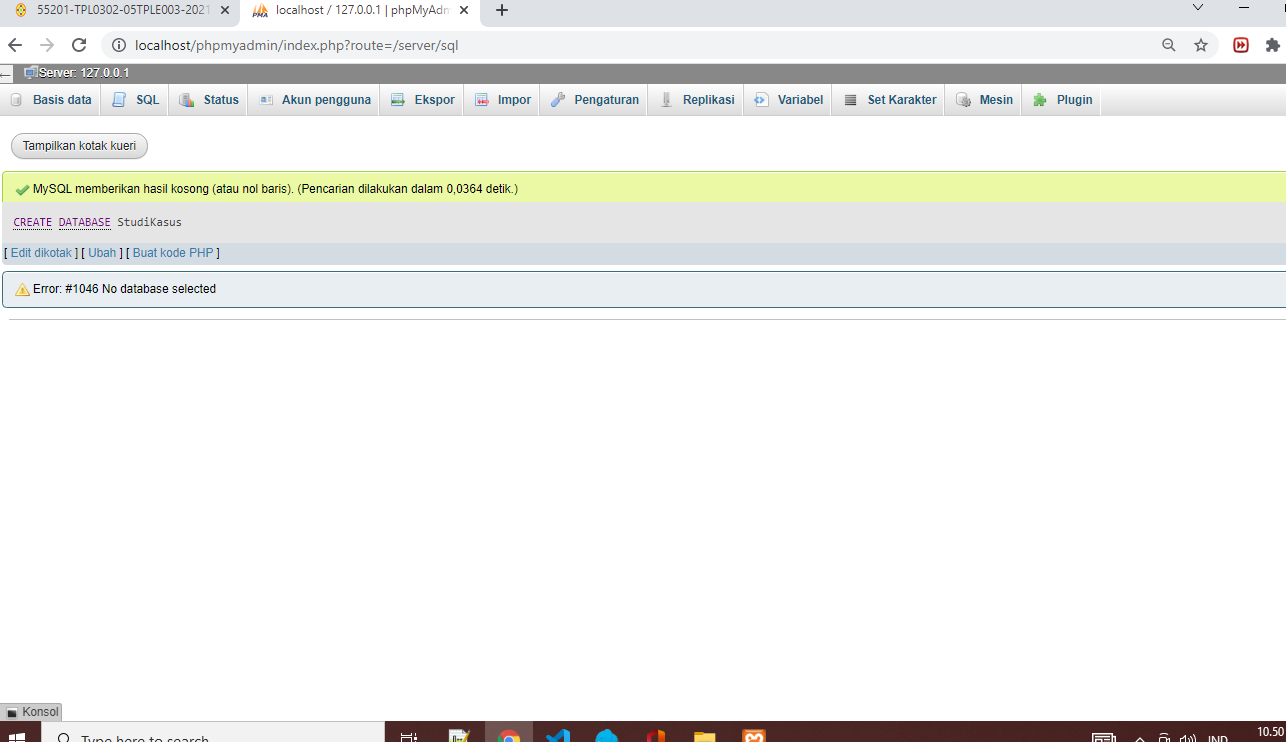 55201-TPL0302-05TPLE003-2021
localhost / 127.0.0.1 | phpMyAdm
localhost/phpmyadmin/index.php?route=/server/sql
Server: 127.0.0.1
Basis data SQL Status Akun pengguna Ekspor Impor Pengaturan Replikasi Variabel Set Karakter Mesin Plugin
Tampilkan kotak kueri
MySQL memberikan hasil kosong (atau nol baris). (Pencarian dilakukan dalam 0,0364 detik.)
CREATE DATABASE StudiKasus
[ Edit dikotak ] [ Ubah ] [ Buat kode PHP ]
Error: #1046 No database selected
Konsol
Type here to search
IND
10.50